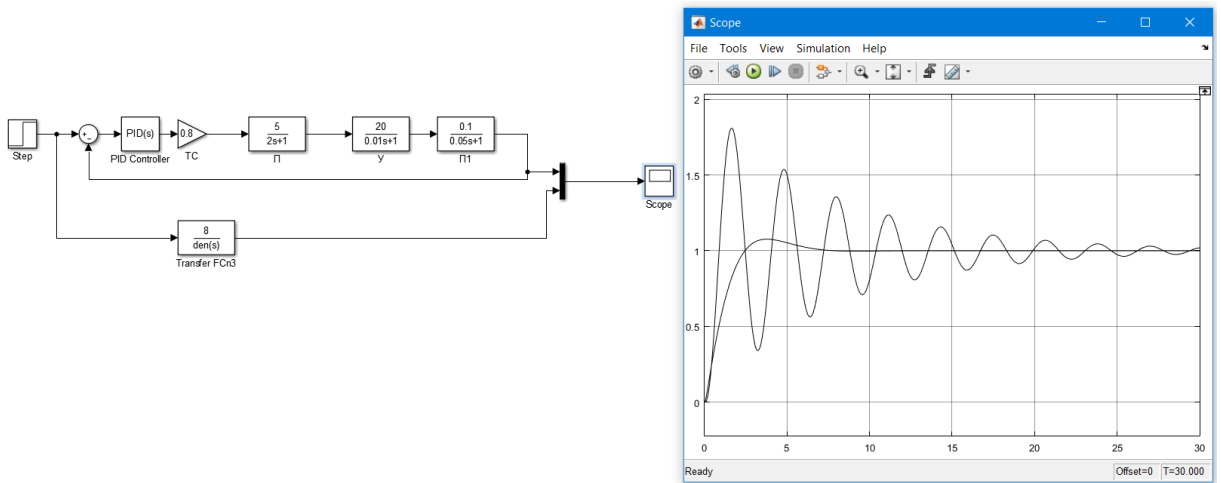 Step
+
−
PID(s)
PID Controller
0.8
TC
5
2s+1
П
20
0.01s+1
У
0.1
0.05s+1
П1
8
den(s)
Transfer FCn3
Scope
Scope
File Tools View Simulation Help
2
1.5
1
0.5
0
0 5 10 15 20 25 30
Ready Offset=0 T=30.000